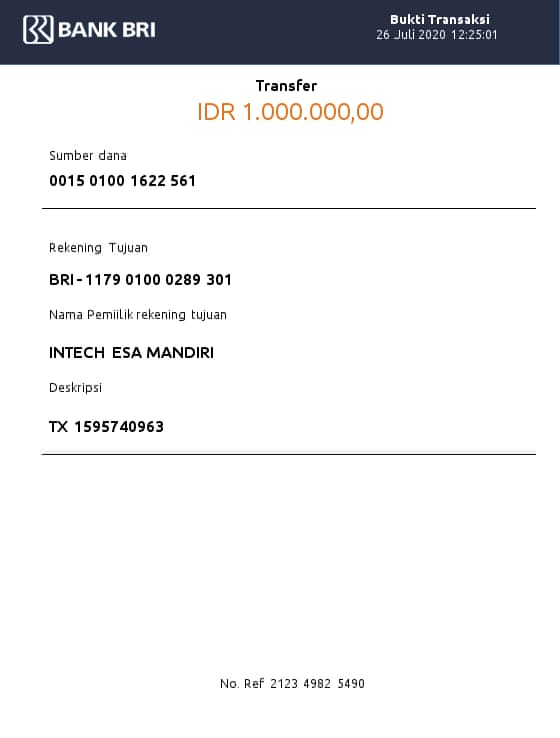 BANK BRI
Bukti Transaksi
26 Juli 2020 12:25:01
Transfer
IDR 1.000.000,00
Sumber dana
0015 0100 1622 561
Rekening Tujuan
BRI - 1179 0100 0289 301
Nama Pemiilik rekening tujuan
INTECH ESA MANDIRI
Deskripsi
TX 1595740963
No. Ref 2123 4982 5490